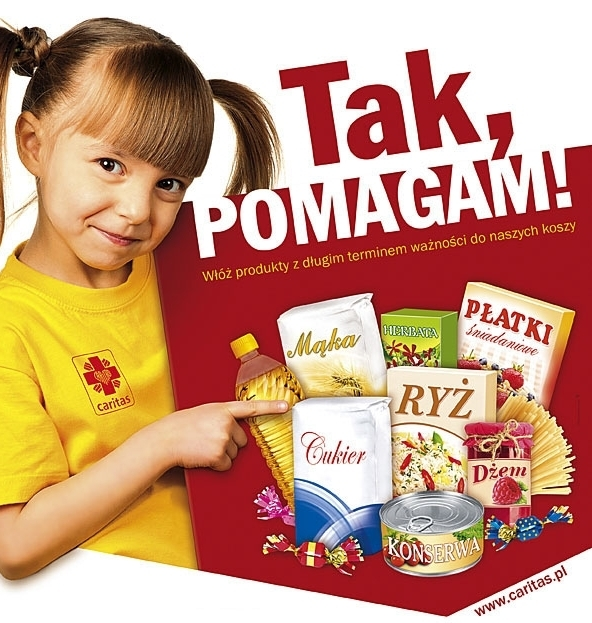 Tak,
POMAGAM!
Włóż produkty z długim terminem ważności do naszych koszy
Mąka
HERBATA
PŁATKI
śniadaniowe
RYŻ
Cukier
Dżem
KONSERWA
caritas
www.caritas.pl